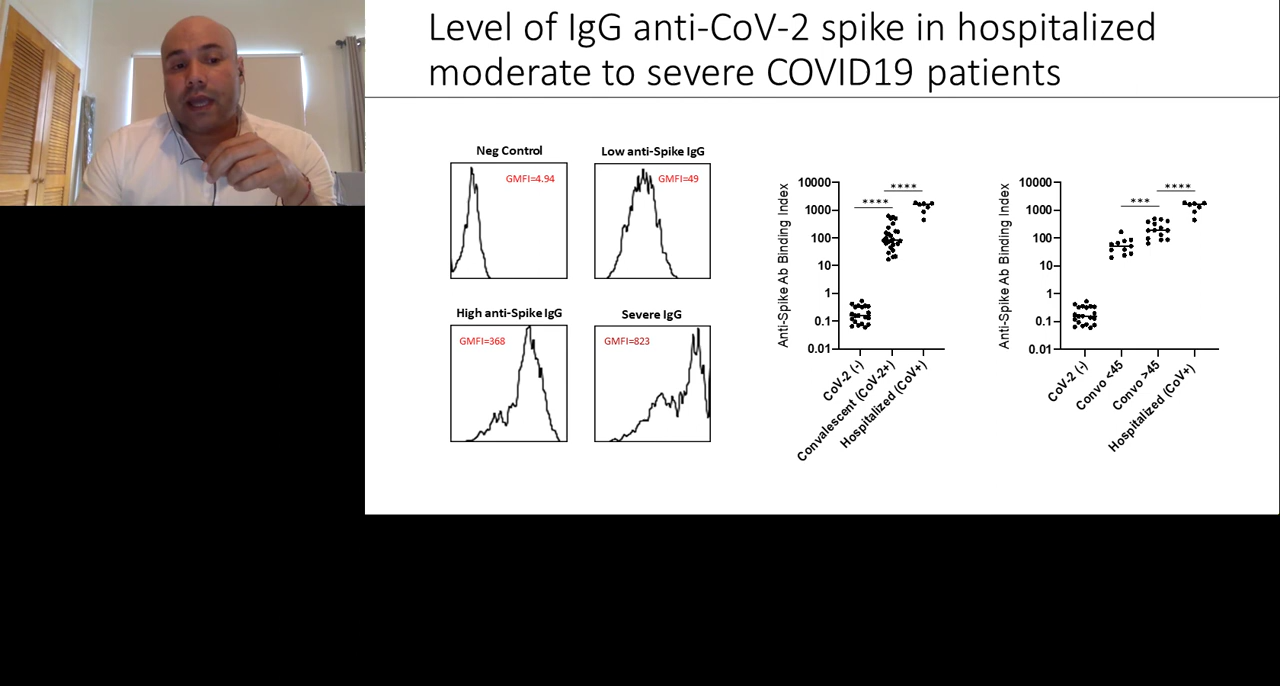 Level of IgG anti-CoV-2 spike in hospitalized
moderate to severe COVID19 patients
Neg Control
GMFI=4.94
Low anti-Spike IgG
GMFI=49
High anti-Spike IgG
GMFI=368
Severe IgG
GMFI=823
Anti-Spike Ab Binding Index
10000
1000
100
10
1
0.1
0.01
****
****
CoV-2 (-)
Convalescent (CoV-2+)
Hospitalized (CoV+)
Anti-Spike Ab Binding Index
10000
1000
100
10
1
0.1
0.01
***
****
CoV-2 (-)
Convo <45
Convo >45
Hospitalized (CoV+)